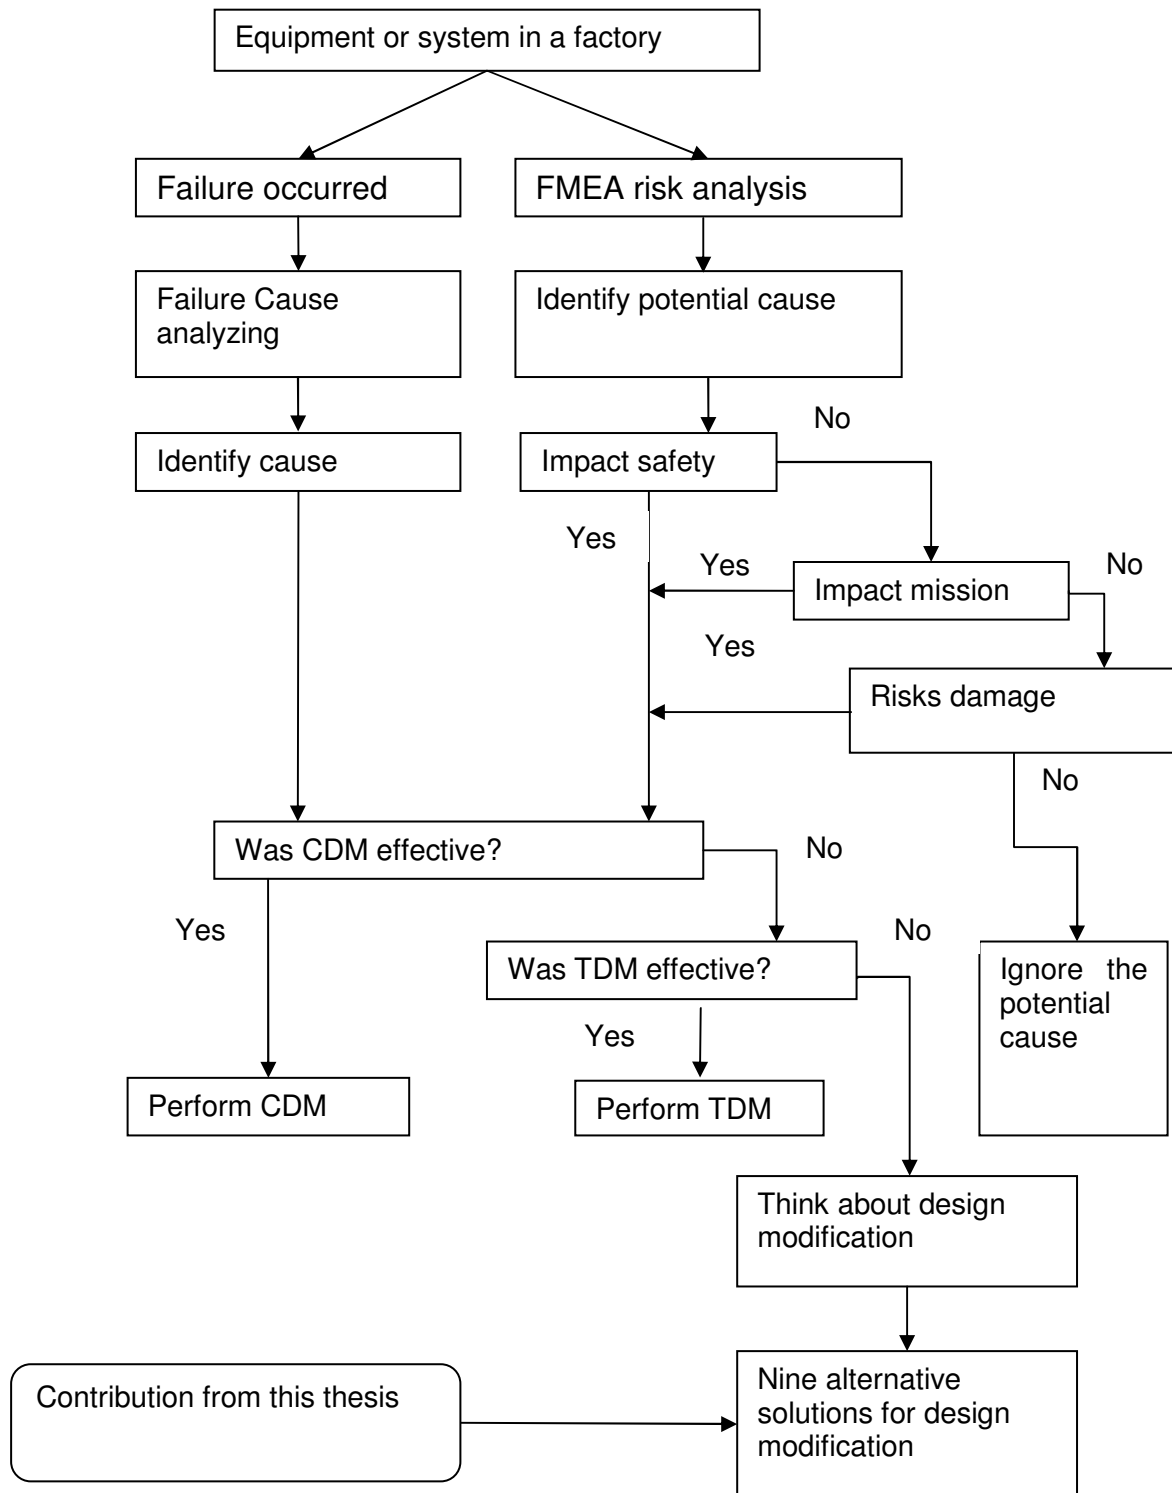 Equipment or system in a factory
Failure occurred
FMEA risk analysis
Failure Cause
analyzing
Identify potential cause
No
Identify cause
Impact safety
Yes
Yes
No
Impact mission
Yes
Risks damage
No
Was CDM effective?
No
Yes
No
Was TDM effective?
Ignore the
potential
cause
Yes
Perform CDM
Perform TDM
Think about design
modification
Contribution from this thesis
Nine alternative
solutions for design
modification